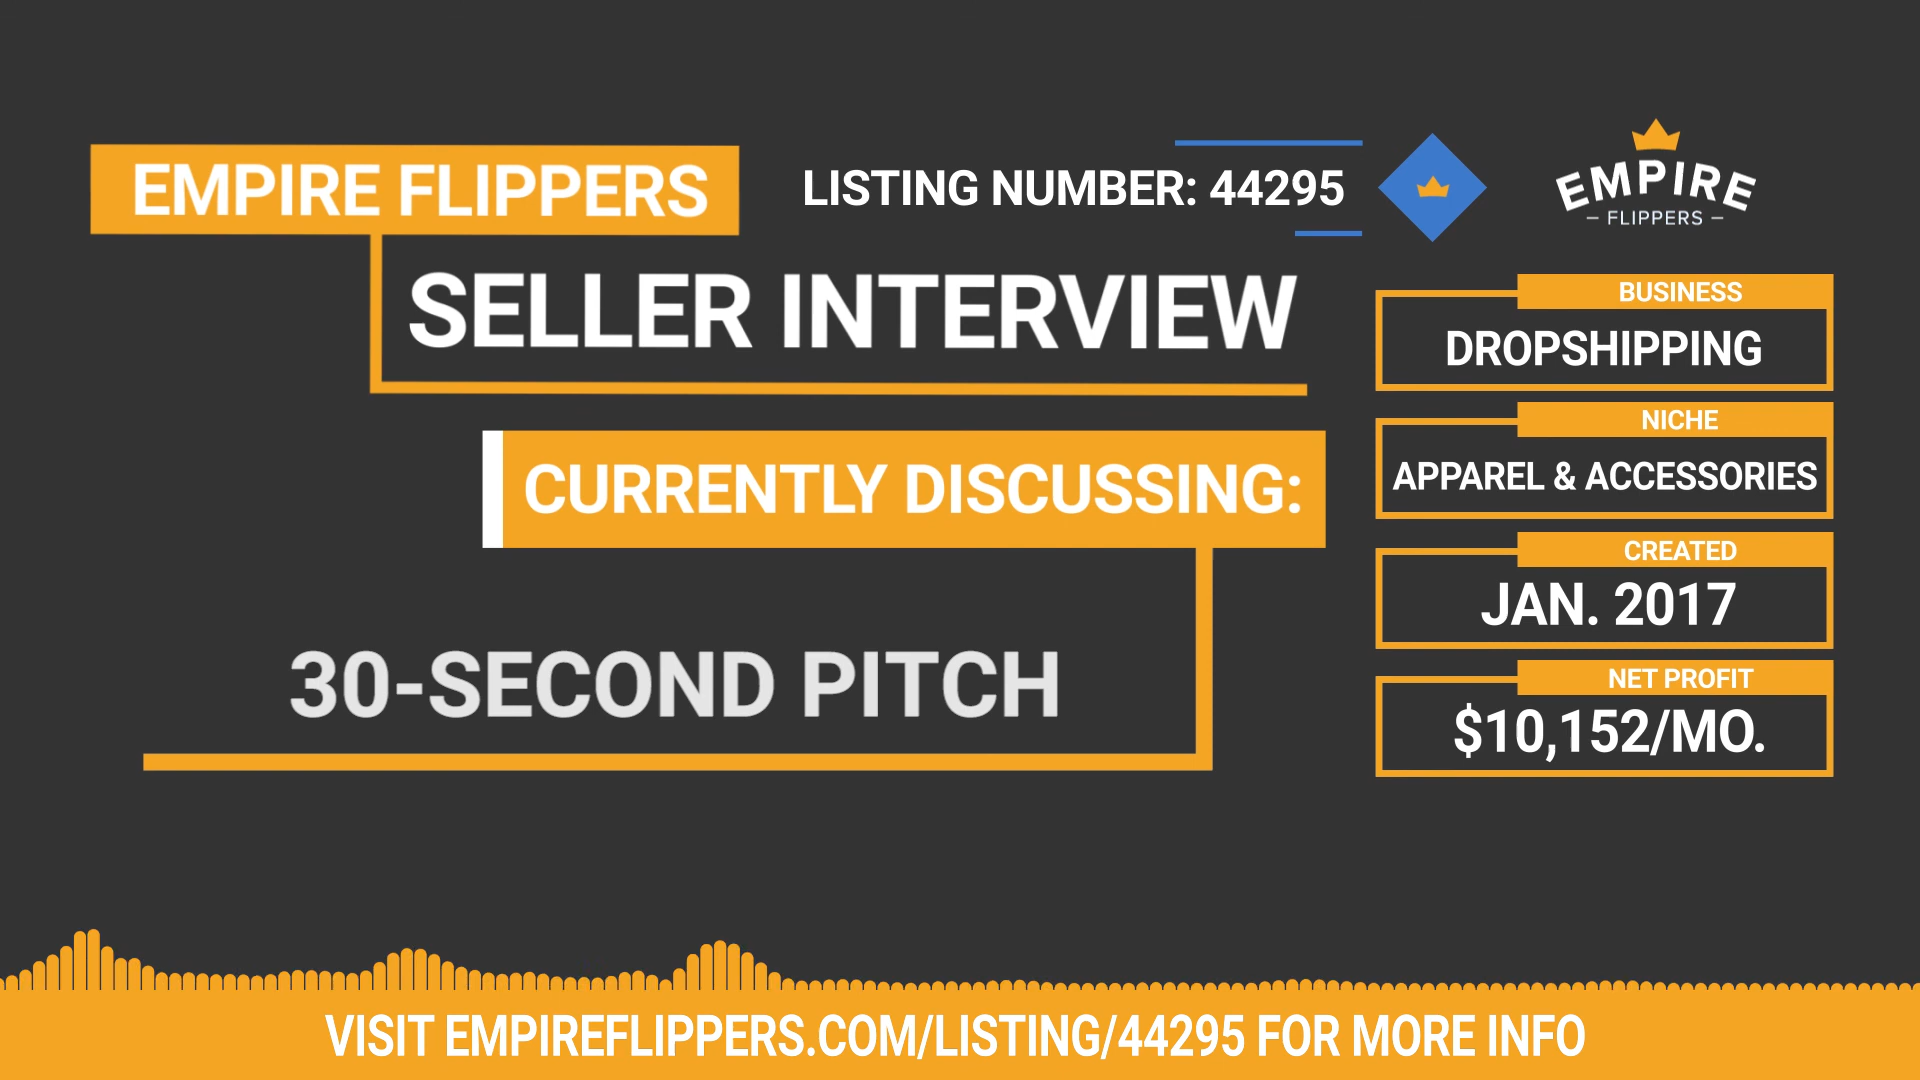 EMPIRE FLIPPERS
LISTING NUMBER: 44295
EMPIRE
FLIPPERS
SELLER INTERVIEW
CURRENTLY DISCUSSING:
30-SECOND PITCH
BUSINESS
DROPSHIPPING
NICHE
APPAREL & ACCESSORIES
CREATED
JAN. 2017
NET PROFIT
$10,152/MO.
VISIT EMPIREFLIPPERS.COM/LISTING/44295 FOR MORE INFO